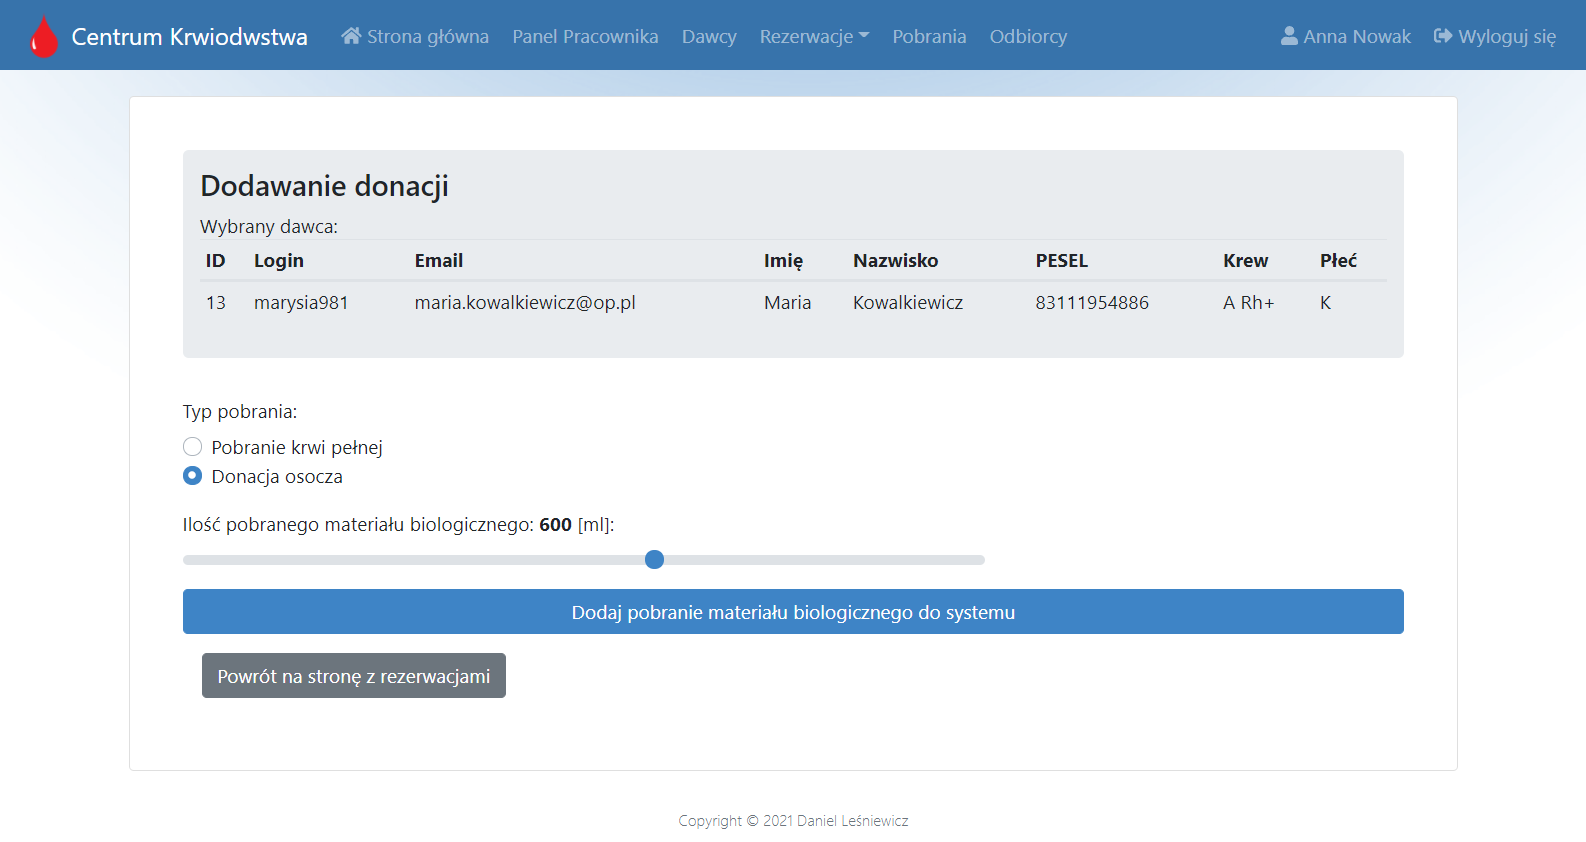 Centrum Krwiodwstwa Strona główna Panel Pracownika Dawcy Rezerwacje Pobrania Odbiorcy Anna Nowak Wyloguj się
Dodawanie donacji
Wybrany dawca:
ID Login Email Imię Nazwisko PESEL Krew Płeć
13 marysia981 maria.kowalkiewicz@op.pl Maria Kowalkiewicz 83111954886 A Rh+ K
Typ pobrania:
Pobranie krwi pełnej
Donacja osocza
Ilość pobranego materiału biologicznego: 600 [ml]:
Dodaj pobranie materiału biologicznego do systemu
Powrót na stronę z rezerwacjami
Copyright © 2021 Daniel Leśniewicz